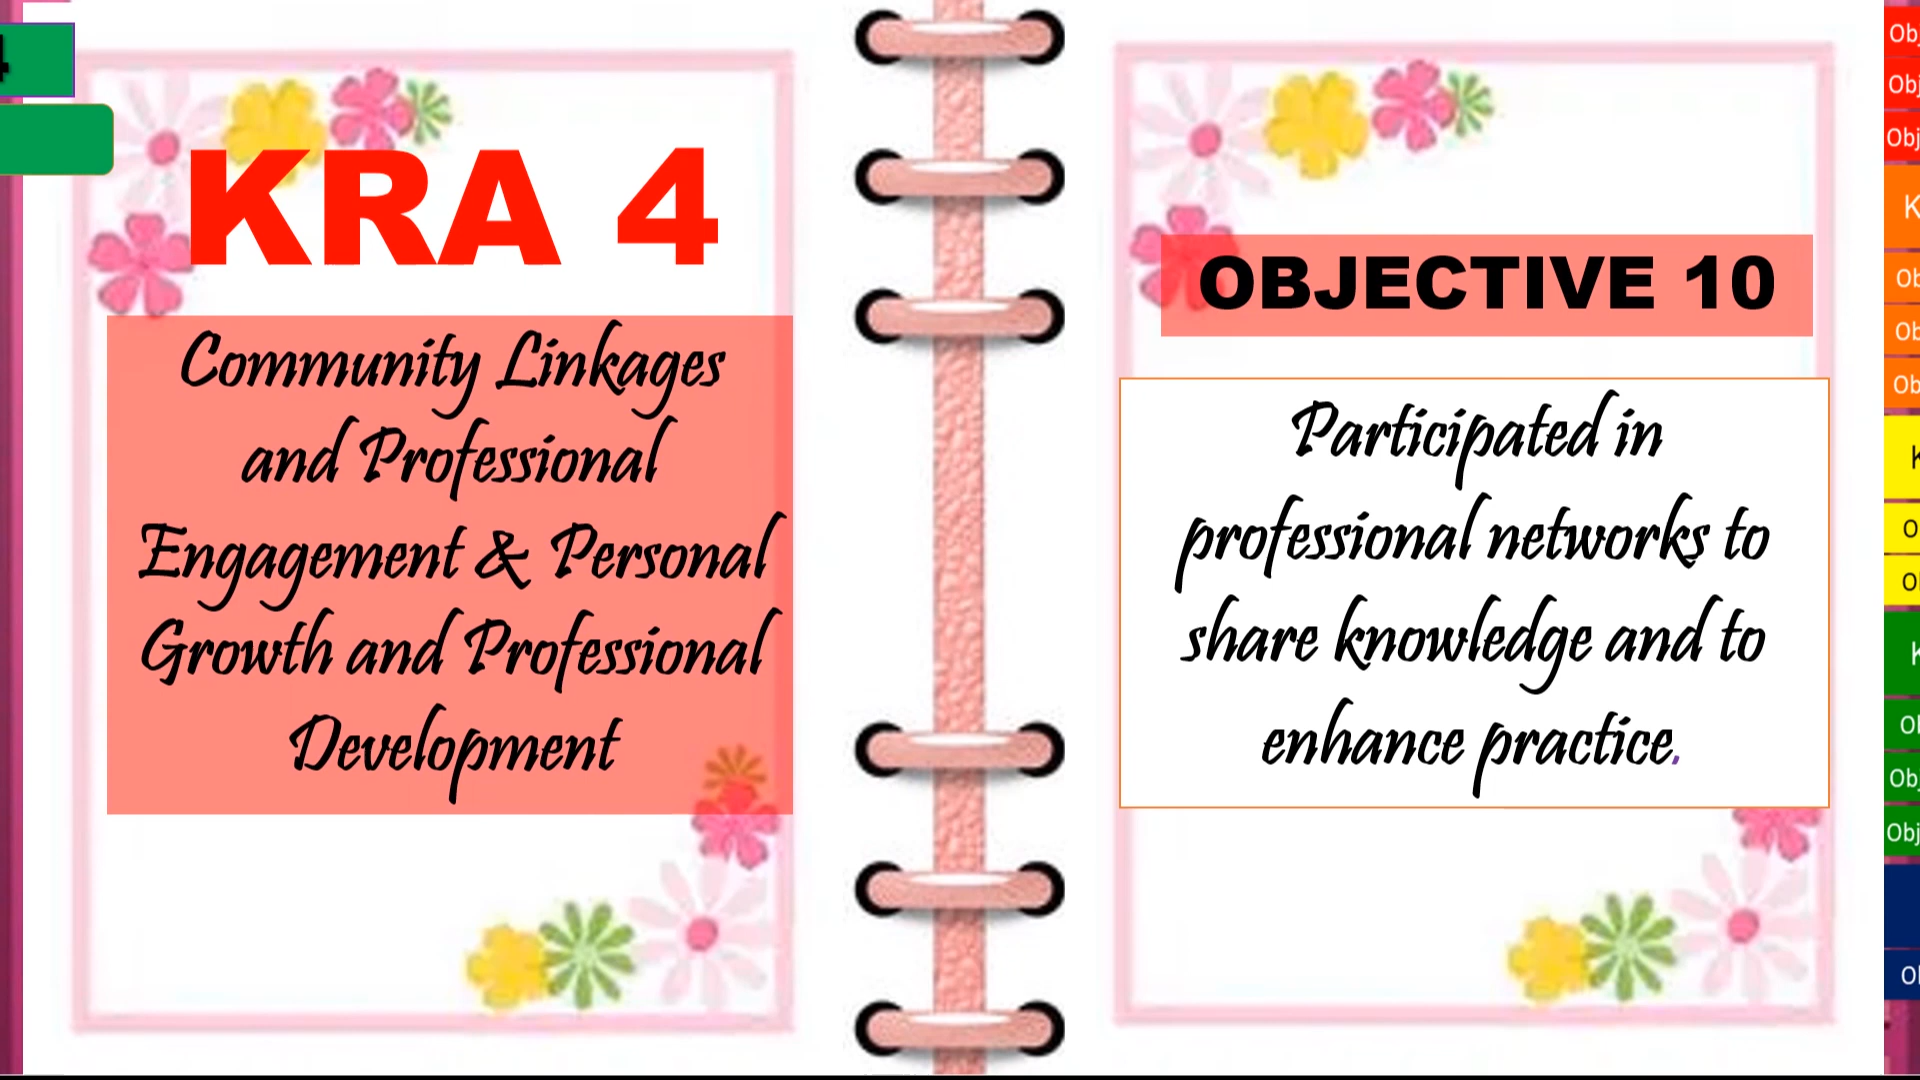 4
KRA 4
Community Linkages
and Professional
Engagement & Personal
Growth and Professional
Development
OBJECTIVE 10
Participated in
professional networks to
share knowledge and to
enhance practice.